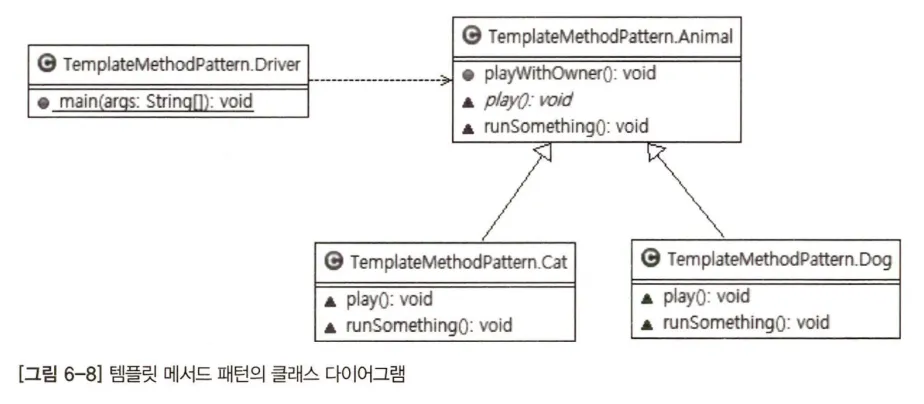 C TemplateMethodPattern.Driver
main(args: String[]): void
C TemplateMethodPattern.Animal
playWithOwner(): void
play(): void
runSomething(): void
C TemplateMethodPattern.Cat
play(): void
runSomething(): void
C TemplateMethodPattern.Dog
play(): void
runSomething(): void
[그림 6-8] 템플릿 메서드 패턴의 클래스 다이어그램